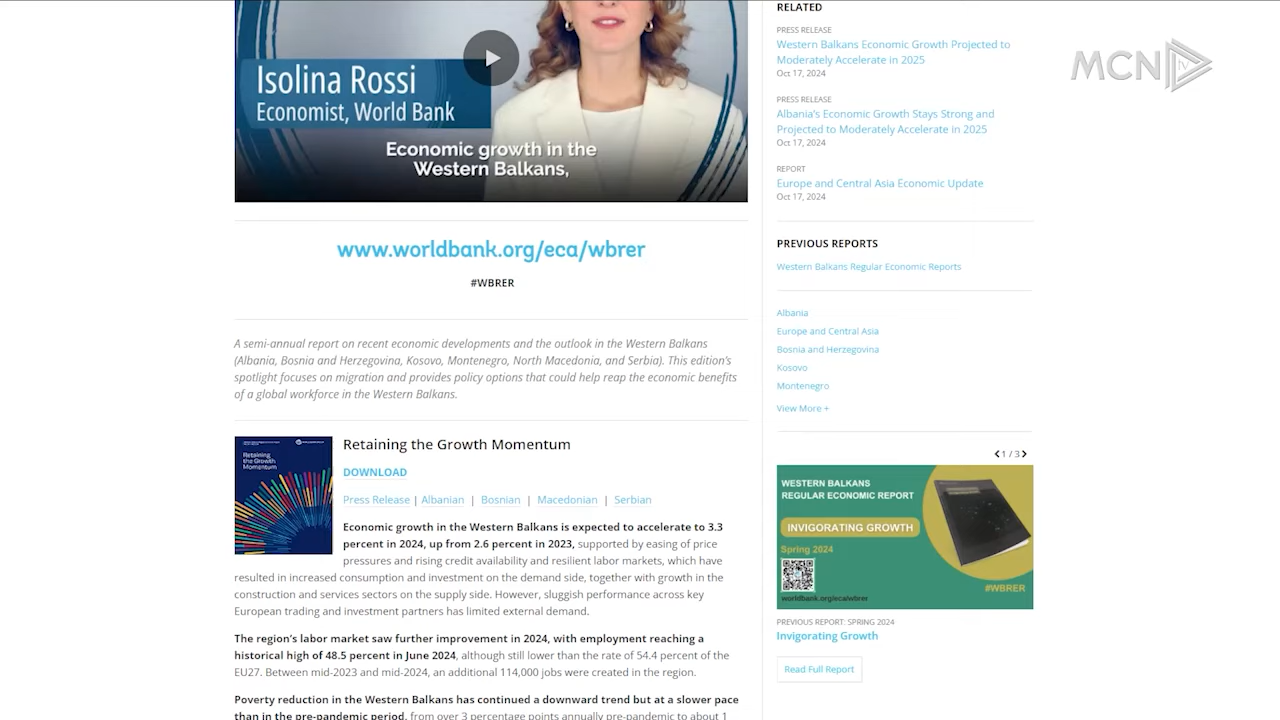 Isolina Rossi
Economist, World Bank
Economic growth in the
Western Balkans,
www.worldbank.org/eca/wbrer
#WBRER
A semi-annual report on recent economic developments and the outlook in the Western Balkans
(Albania, Bosnia and Herzegovina, Kosovo, Montenegro, North Macedonia, and Serbia). This edition's
spotlight focuses on migration and provides policy options that could help reap the economic benefits
of a global workforce in the Western Balkans.
Retaining
the Growth
Momentum
Retaining the Growth Momentum
DOWNLOAD
Press Release | Albanian | Bosnian | Macedonian | Serbian
Economic growth in the Western Balkans is expected to accelerate to 3.3
percent in 2024, up from 2.6 percent in 2023, supported by easing of price
pressures and rising credit availability and resilient labor markets, which have
resulted in increased consumption and investment on the demand side, together with growth in the
construction and services sectors on the supply side. However, sluggish performance across key
European trading and investment partners has limited external demand.
The region's labor market saw further improvement in 2024, with employment reaching a
historical high of 48.5 percent in June 2024, although still lower than the rate of 54.4 percent of the
EU27. Between mid-2023 and mid-2024, an additional 114,000 jobs were created in the region.
Poverty reduction in the Western Balkans has continued a downward trend but at a slower pace
than in the pre-pandemic period, from over 3 percentage points annually pre-pandemic to about 1
RELATED
PRESS RELEASE
Western Balkans Economic Growth Projected to
Moderately Accelerate in 2025
Oct 17, 2024
PRESS RELEASE
Albania's Economic Growth Stays Strong and
Projected to Moderately Accelerate in 2025
Oct 17, 2024
REPORT
Europe and Central Asia Economic Update
Oct 17, 2024
PREVIOUS REPORTS
Western Balkans Regular Economic Reports
Albania
Europe and Central Asia
Bosnia and Herzegovina
Kosovo
Montenegro
View More +
1 / 3
WESTERN BALKANS
REGULAR ECONOMIC REPORT
INVIGORATING GROWTH
Spring 2024
worldbank.org/eca/wbrer
#WBRER
PREVIOUS REPORT: SPRING 2024
Invigorating Growth
Read Full Report
MCN TV